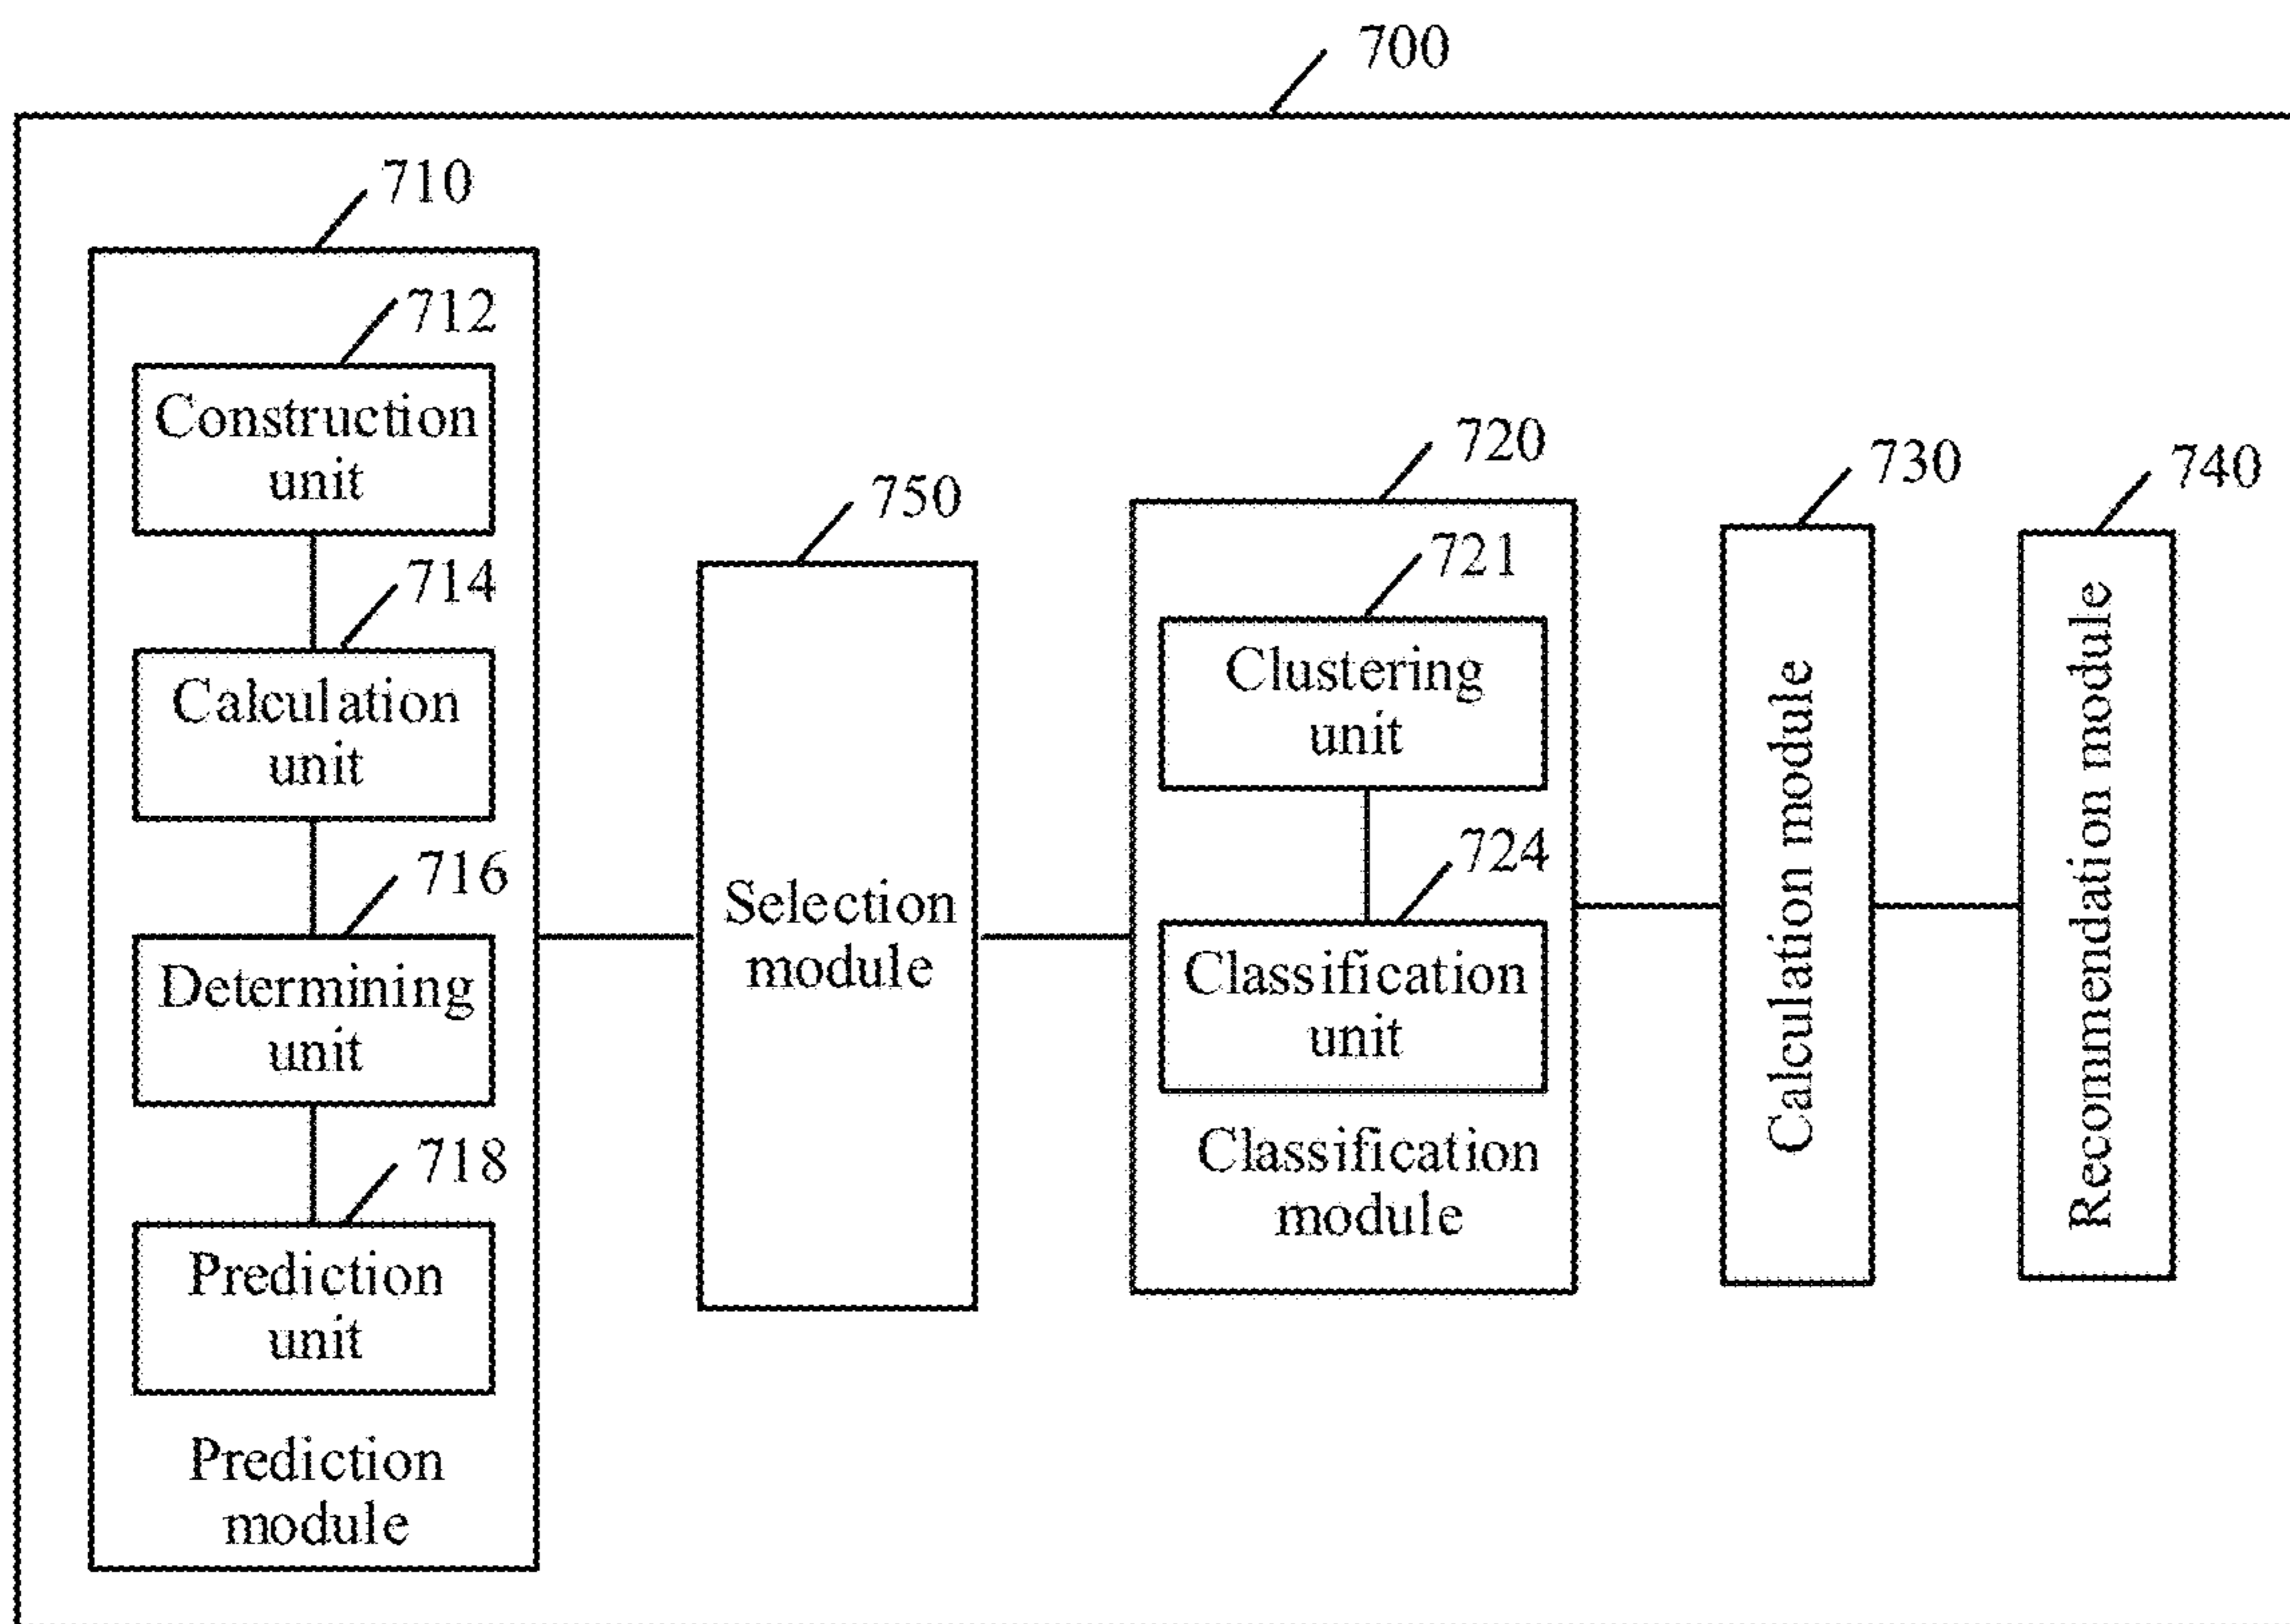 700
710
712
Construction
unit
714
Calculation
unit
716
Determining
unit
718
Prediction
unit
Prediction
module
750
Selection
module
720
721
Clustering
unit
724
Classification
unit
Classification
module
730
Calculation module
740
Recommendation module